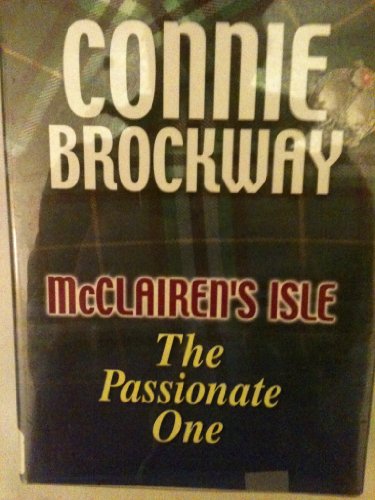 CONNIE
BROCKWAY
McCLAIREN'S ISLE
The
Passionate
One